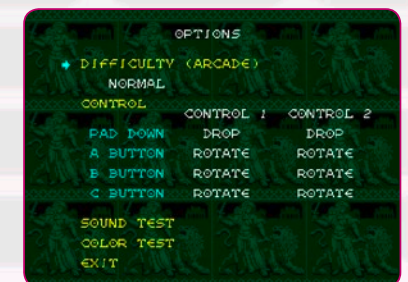 OPTIONS
DIFFICULTY (ARCADE)
NORMAL
CONTROL
CONTROL 1 CONTROL 2
PAD DOWN DROP DROP
A BUTTON ROTATE ROTATE
B BUTTON ROTATE ROTATE
C BUTTON ROTATE ROTATE
SOUND TEST
COLOR TEST
EXIT